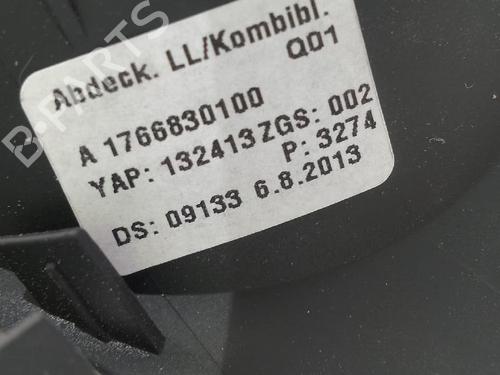 Abdeck. LL/Kombibl.
Q01
A 1766830100
YAP: 132413 ZGS: 002
P: 3274
DS: 09133 6.8.2013
B-PARTS